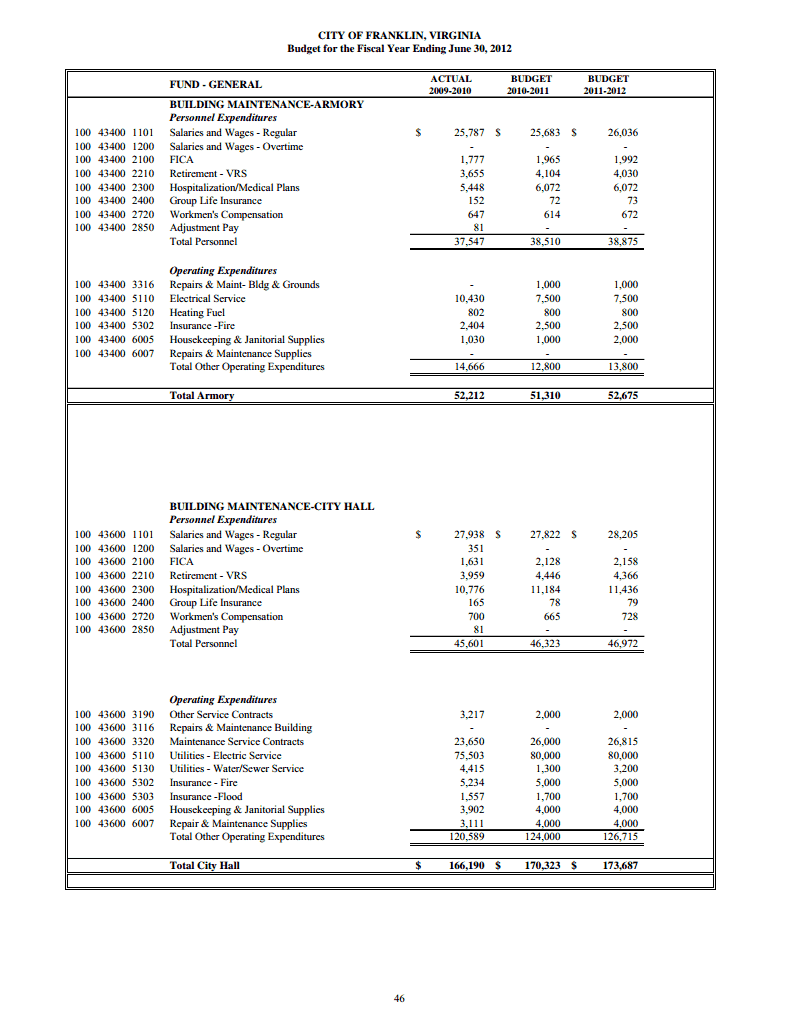 CITY OF FRANKLIN, VIRGINIA
Budget for the Fiscal Year Ending June 30, 2012
FUND - GENERAL ACTUAL 2009-2010 BUDGET 2010-2011 BUDGET 2011-2012
BUILDING MAINTENANCE-ARMORY
Personnel Expenditures
100 43400 1101 Salaries and Wages - Regular $ 25,787 $ 25,683 $ 26,036
100 43400 1200 Salaries and Wages - Overtime - - -
100 43400 2100 FICA 1,777 1,965 1,992
100 43400 2210 Retirement - VRS 3,655 4,104 4,030
100 43400 2300 Hospitalization/Medical Plans 5,448 6,072 6,072
100 43400 2400 Group Life Insurance 152 72 73
100 43400 2720 Workmen's Compensation 647 614 672
100 43400 2850 Adjustment Pay 81 - -
Total Personnel 37,547 38,510 38,875
Operating Expenditures
100 43400 3316 Repairs & Maint- Bldg & Grounds - 1,000 1,000
100 43400 5110 Electrical Service 10,430 7,500 7,500
100 43400 5120 Heating Fuel 802 800 800
100 43400 5302 Insurance -Fire 2,404 2,500 2,500
100 43400 6005 Housekeeping & Janitorial Supplies 1,030 1,000 2,000
100 43400 6007 Repairs & Maintenance Supplies - - -
Total Other Operating Expenditures 14,666 12,800 13,800
Total Armory 52,212 51,310 52,675
BUILDING MAINTENANCE-CITY HALL
Personnel Expenditures
100 43600 1101 Salaries and Wages - Regular $ 27,938 $ 27,822 $ 28,205
100 43600 1200 Salaries and Wages - Overtime 351 - -
100 43600 2100 FICA 1,631 2,128 2,158
100 43600 2210 Retirement - VRS 3,959 4,446 4,366
100 43600 2300 Hospitalization/Medical Plans 10,776 11,184 11,436
100 43600 2400 Group Life Insurance 165 78 79
100 43600 2720 Workmen's Compensation 700 665 728
100 43600 2850 Adjustment Pay 81 - -
Total Personnel 45,601 46,323 46,972
Operating Expenditures
100 43600 3190 Other Service Contracts 3,217 2,000 2,000
100 43600 3116 Repairs & Maintenance Building - - -
100 43600 3320 Maintenance Service Contracts 23,650 26,000 26,815
100 43600 5110 Utilities - Electric Service 75,503 80,000 80,000
100 43600 5130 Utilities - Water/Sewer Service 4,415 1,300 3,200
100 43600 5302 Insurance - Fire 5,234 5,000 5,000
100 43600 5303 Insurance -Flood 1,557 1,700 1,700
100 43600 6005 Housekeeping & Janitorial Supplies 3,902 4,000 4,000
100 43600 6007 Repair & Maintenance Supplies 3,111 4,000 4,000
Total Other Operating Expenditures 120,589 124,000 126,715
Total City Hall $ 166,190 $ 170,323 $ 173,687
46